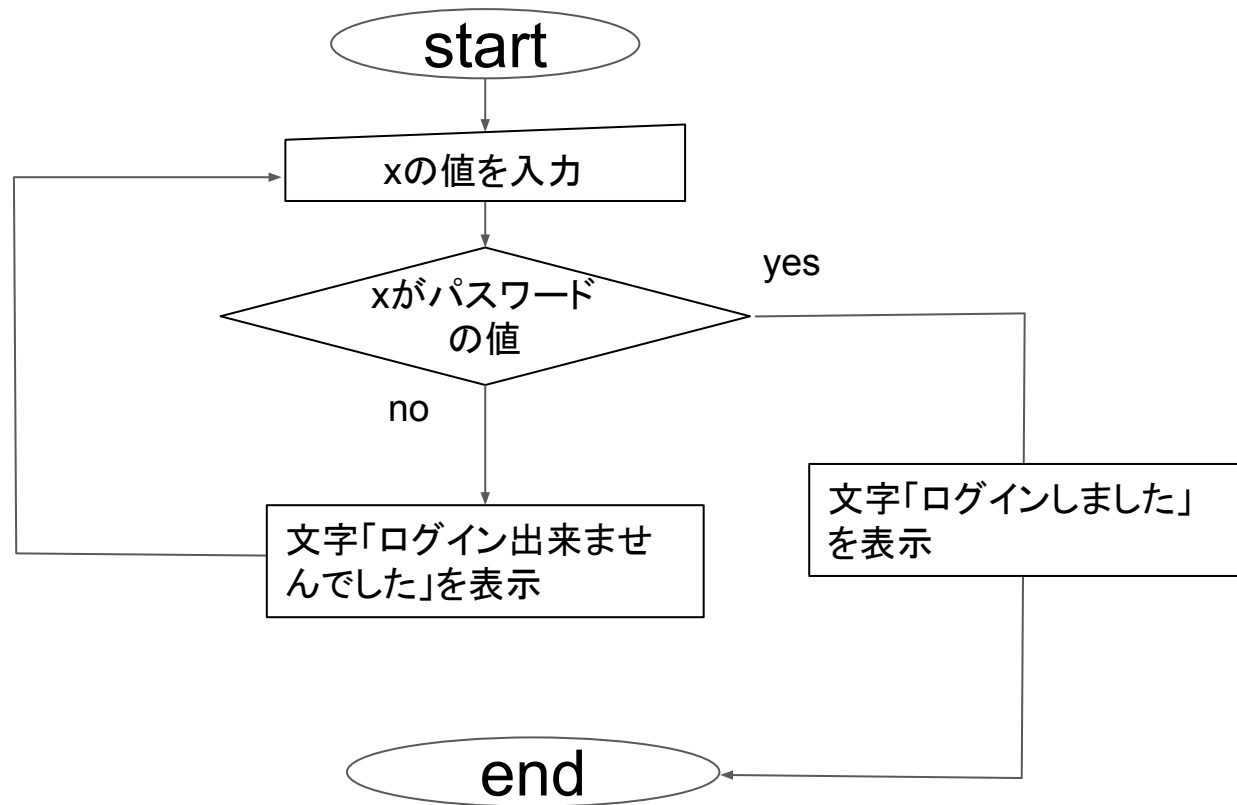 start
xの値を入力
xがパスワード
の値
yes
no
文字「ログイン出来ませ
んでした」を表示
文字「ログインしました」
を表示
end